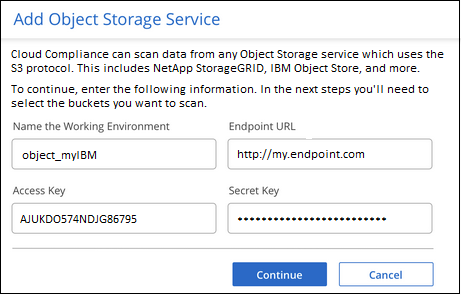 Add Object Storage Service
Cloud Compliance can scan data from any Object Storage service which uses the
S3 protocol. This includes NetApp StorageGRID, IBM Object Store, and more.
To continue, enter the following information. In the next steps you'll need to
select the buckets you want to scan.
Name the Working Environment
Endpoint URL
object_myIBM
http://my.endpoint.com
Access Key
Secret Key
AJUKDO574NDJG86795
•••••••••••••••••••••••••
Continue
Cancel